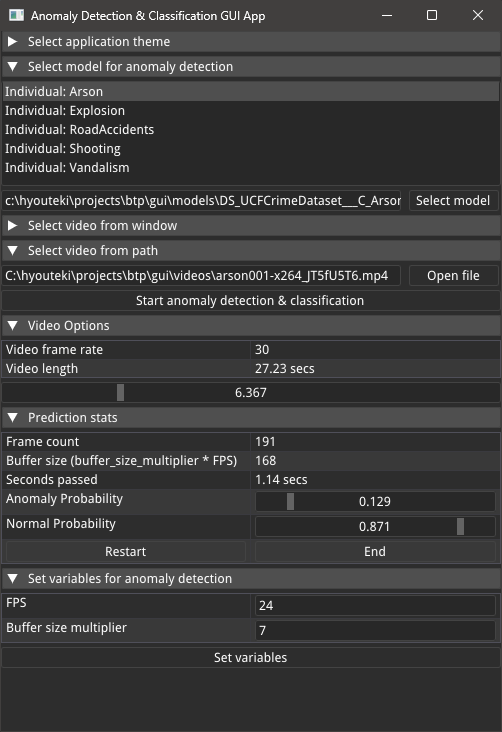 Anomaly Detection & Classification GUI App
Select application theme
Select model for anomaly detection
Individual: Arson
Individual: Explosion
Individual: RoadAccidents
Individual: Shooting
Individual: Vandalism
c:\hyouteki\projects\btp\gui\models\DS_UCFCrimeDataset___C_Arson Select model
Select video from window
Select video from path
C:\hyouteki\projects\btp\gui\videos\arson001-x264_JT5fU5T6.mp4 Open file
Start anomaly detection & classification
Video Options
Video frame rate 30
Video length 27.23 secs
6.367
Prediction stats
Frame count 191
Buffer size (buffer_size_multiplier * FPS) 168
Seconds passed 1.14 secs
Anomaly Probability 0.129
Normal Probability 0.871
Restart End
Set variables for anomaly detection
FPS 24
Buffer size multiplier 7
Set variables